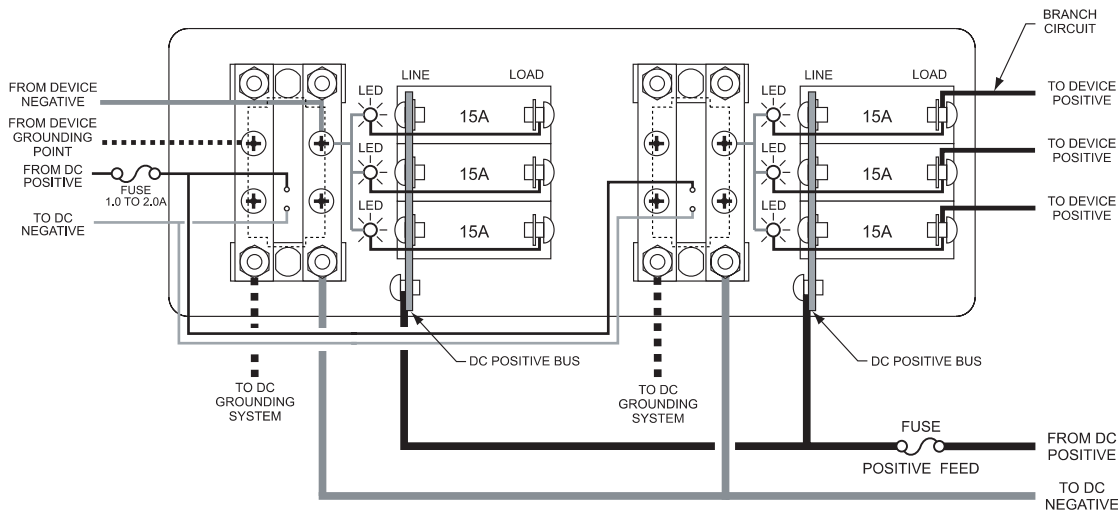 BRANCH
CIRCUIT
FROM DEVICE
NEGATIVE
FROM DEVICE
GROUNDING
POINT
FROM DC
POSITIVE
FUSE
1.0 TO 2.0A
TO DC
NEGATIVE
LED
LED
LED
LINE
LOAD
15A
15A
15A
LED
LED
LED
LINE
LOAD
15A
15A
15A
TO DEVICE
POSITIVE
TO DEVICE
POSITIVE
TO DEVICE
POSITIVE
DC POSITIVE BUS
DC POSITIVE BUS
TO DC
GROUNDING
SYSTEM
TO DC
GROUNDING
SYSTEM
FUSE
POSITIVE FEED
FROM DC
POSITIVE
TO DC
NEGATIVE